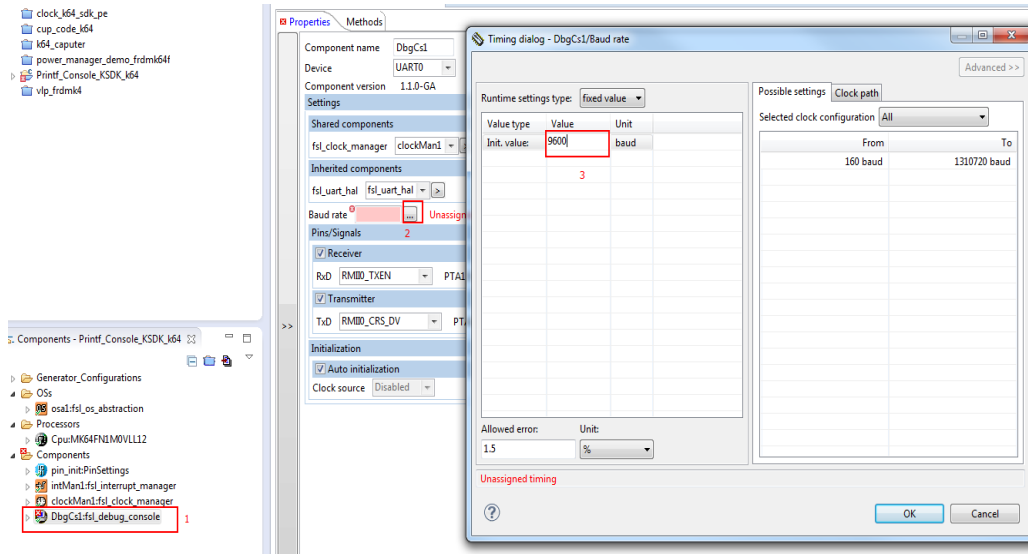 clock_k64_sdk_pe
cup_code_k64
k64_caputer
power_manager_demo_frdmk64f
Printf_Console_KSDK_k64
vlp_frdmk4
Components - Printf_Console_KSDK_k64
Generator_Configurations
OSs
osa1:fsl_os_abstraction
Processors
Cpu:MK64FN1M0VLL12
Components
pin_init:PinSettings
intMan1:fsl_interrupt_manager
clockMan1:fsl_clock_manager
DbgCs1:fsl_debug_console
1
>>
Properties Methods
Component name DbgCs1
Device UART0
Component version 1.1.0-GA
Settings
Shared components
fsl_clock_manager clockMan1
Inherited components
fsl_uart_hal fsl_uart_hal >
Baud rate ... Unassign
2
Pins/Signals
Receiver
RxD RMII0_TXEN PTA1
Transmitter
TxD RMII0_CRS_DV PT
Initialization
Auto initialization
Clock source Disabled
Timing dialog - DbgCs1/Baud rate
Advanced >>
Runtime settings type: fixed value
Value type Value Unit
Init. value: 9600 baud
3
Allowed error: Unit:
1.5 %
Unassigned timing
Possible settings Clock path
Selected clock configuration All
From To
160 baud 1310720 baud
?
OK Cancel